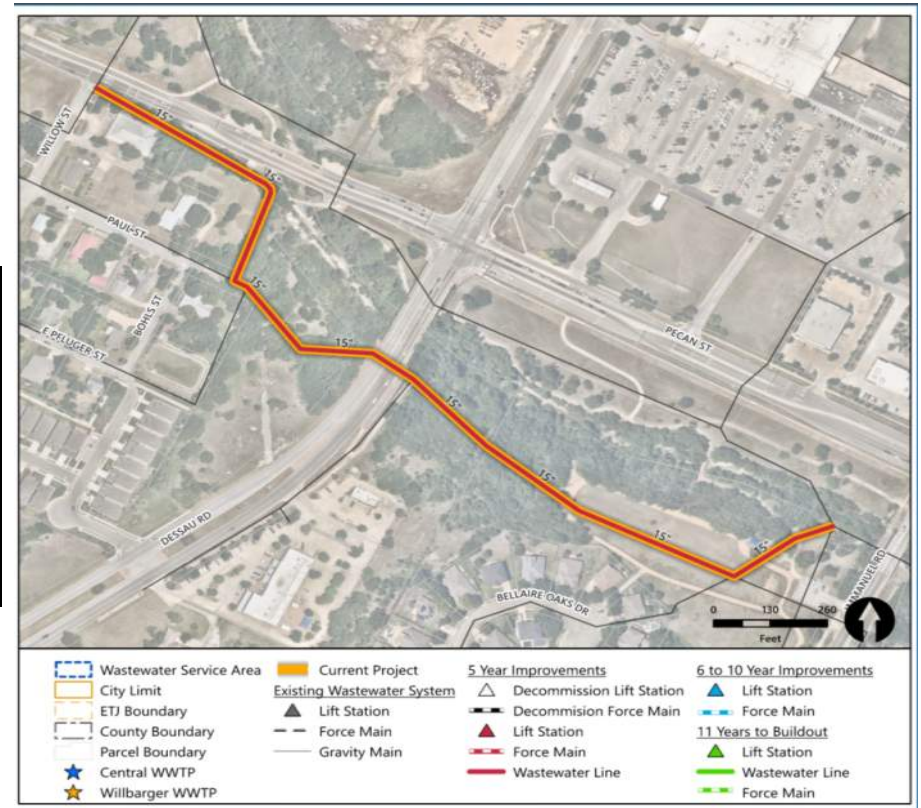 WILLOW ST
15"
15"
PAUL ST
15"
BOHLS ST
E PFLUGER ST
15"
PECAN ST
15"
15"
DESSAU RD
15"
15"
BELLAIRE OAKS DR
IMMANUEL RD
0 130 260
Feet
Wastewater Service Area
City Limit
ETJ Boundary
County Boundary
Parcel Boundary
Central WWTP
Willbarger WWTP
Current Project
Existing Wastewater System
Lift Station
Force Main
Gravity Main
5 Year Improvements
Decommission Lift Station
Decommision Force Main
Lift Station
Force Main
Wastewater Line
6 to 10 Year Improvements
Lift Station
Force Main
11 Years to Buildout
Lift Station
Wastewater Line
Force Main